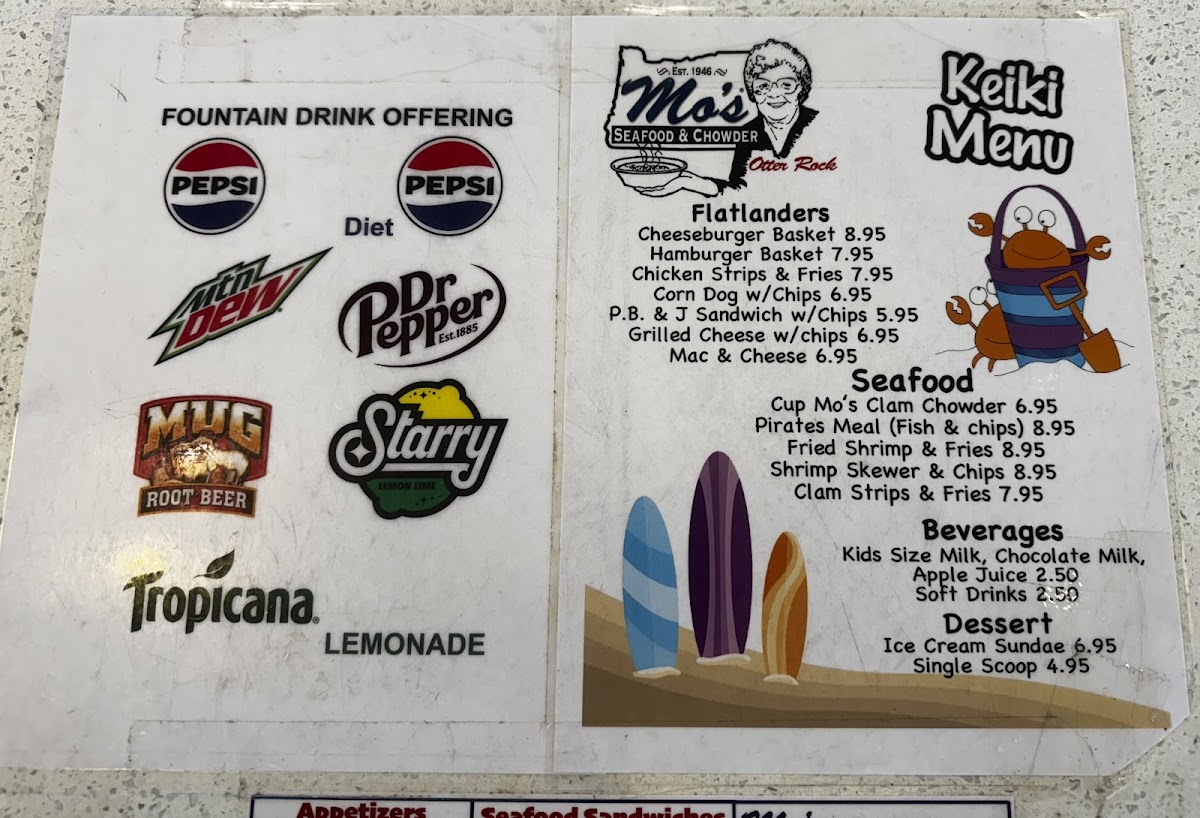 FOUNTAIN DRINK OFFERING
PEPSI
Diet PEPSI
Mtn DEW
Dr Pepper
Est.1885
MUG
ROOT BEER
Starry
LEMON LIME
Tropicana
LEMONADE
EST. 1946
Mo's
SEAFOOD & CHOWDER
Otter Rock
Keiki
Menu
Flatlanders
Cheeseburger Basket 8.95
Hamburger Basket 7.95
Chicken Strips & Fries 7.95
Corn Dog w/Chips 6.95
P.B. & J Sandwich w/Chips 5.95
Grilled Cheese w/chips 6.95
Mac & Cheese 6.95
Seafood
Cup Mo's Clam Chowder 6.95
Pirates Meal (Fish & chips) 8.95
Fried Shrimp & Fries 8.95
Shrimp Skewer & Chips 8.95
Clam Strips & Fries 7.95
Beverages
Kids Size Milk, Chocolate Milk,
Apple Juice 2.50
Soft Drinks 2.50
Dessert
Ice Cream Sundae 6.95
Single Scoop 4.95
Appetizers
Seafood Sandwiches
Mo's